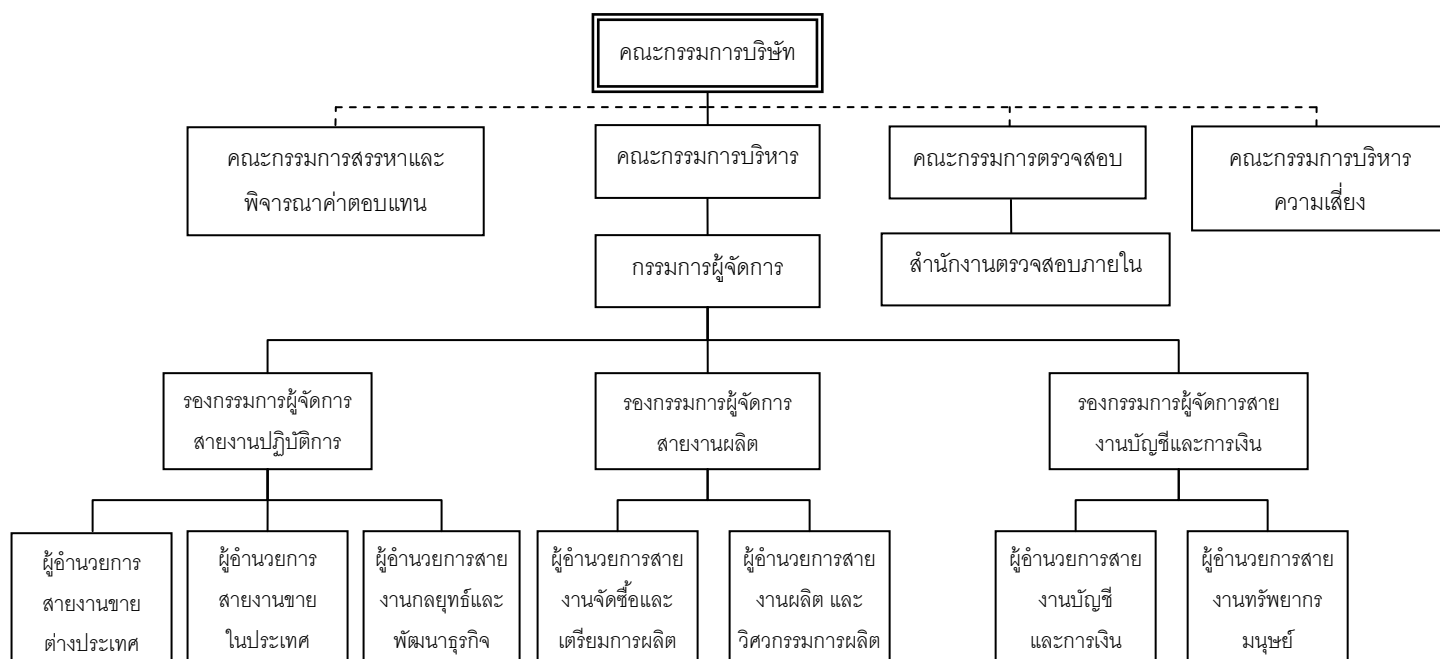 คณะกรรมการบริษัท
คณะกรรมการสรรหาและ
พิจารณาค่าตอบแทน
คณะกรรมการบริหาร
คณะกรรมการตรวจสอบ
คณะกรรมการบริหาร
ความเสี่ยง
กรรมการผู้จัดการ
สำนักงานตรวจสอบภายใน
รองกรรมการผู้จัดการ
สายงานปฏิบัติการ
รองกรรมการผู้จัดการ
สายงานผลิต
รองกรรมการผู้จัดการสาย
งานบัญชีและการเงิน
ผู้อำนวยการ
สายงานขาย
ต่างประเทศ
ผู้อำนวยการ
สายงานขาย
ในประเทศ
ผู้อำนวยการสาย
งานกลยุทธ์และ
พัฒนาธุรกิจ
ผู้อำนวยการสาย
งานจัดซื้อและ
เตรียมการผลิต
ผู้อำนวยการสาย
งานผลิต และ
วิศวกรรมการผลิต
ผู้อำนวยการสาย
งานบัญชี
และการเงิน
ผู้อำนวยการสาย
งานทรัพยากร
มนุษย์